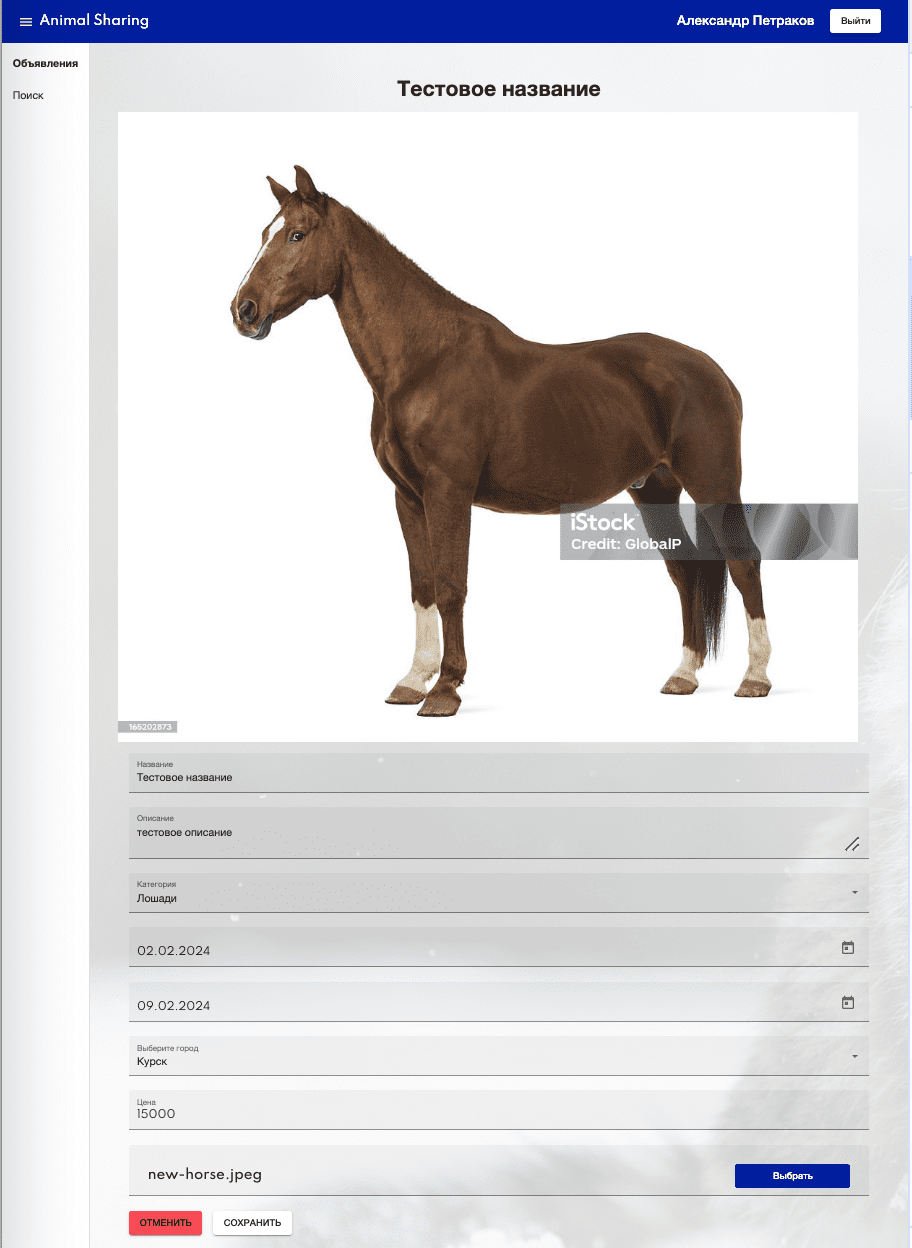 Animal Sharing
Александр Петраков
Выйти
Объявления
Поиск
Тестовое название
iStock
Credit: GlobalP
165202873
Название
Тестовое название
Описание
тестовое описание
Категория
Лошади
02.02.2024
09.02.2024
Выберите город
Курск
Цена
15000
new-horse.jpeg
Выбрать
ОТМЕНИТЬ
СОХРАНИТЬ